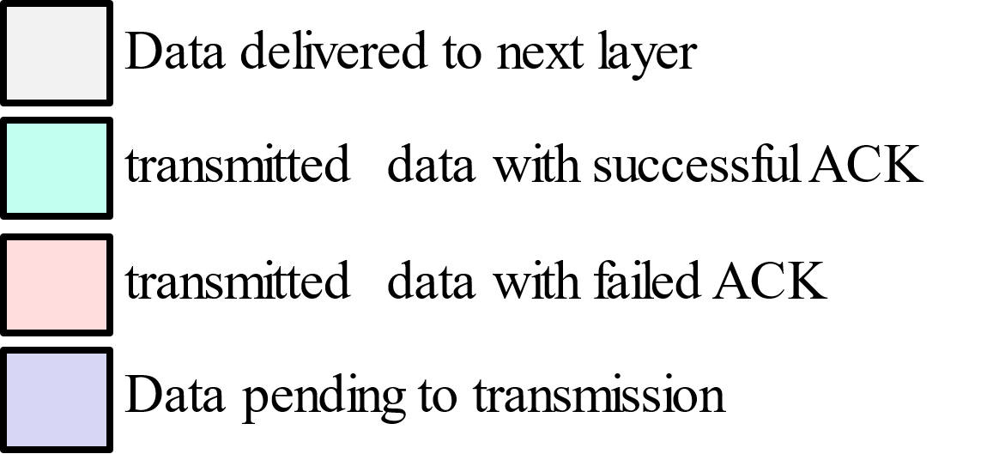 Data delivered to next layer
transmitted data with successful ACK
transmitted data with failed ACK
Data pending to transmission